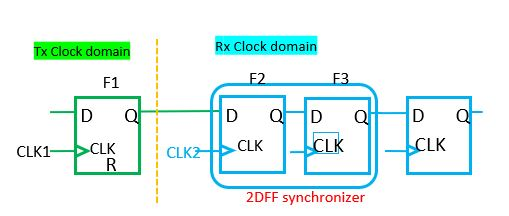 Tx Clock domain
Rx Clock domain
F1
F2
F3
D
Q
D
Q
D
Q
D
Q
CLK1
CLK
R
CLK2
CLK
CLK
CLK
2DFF synchronizer